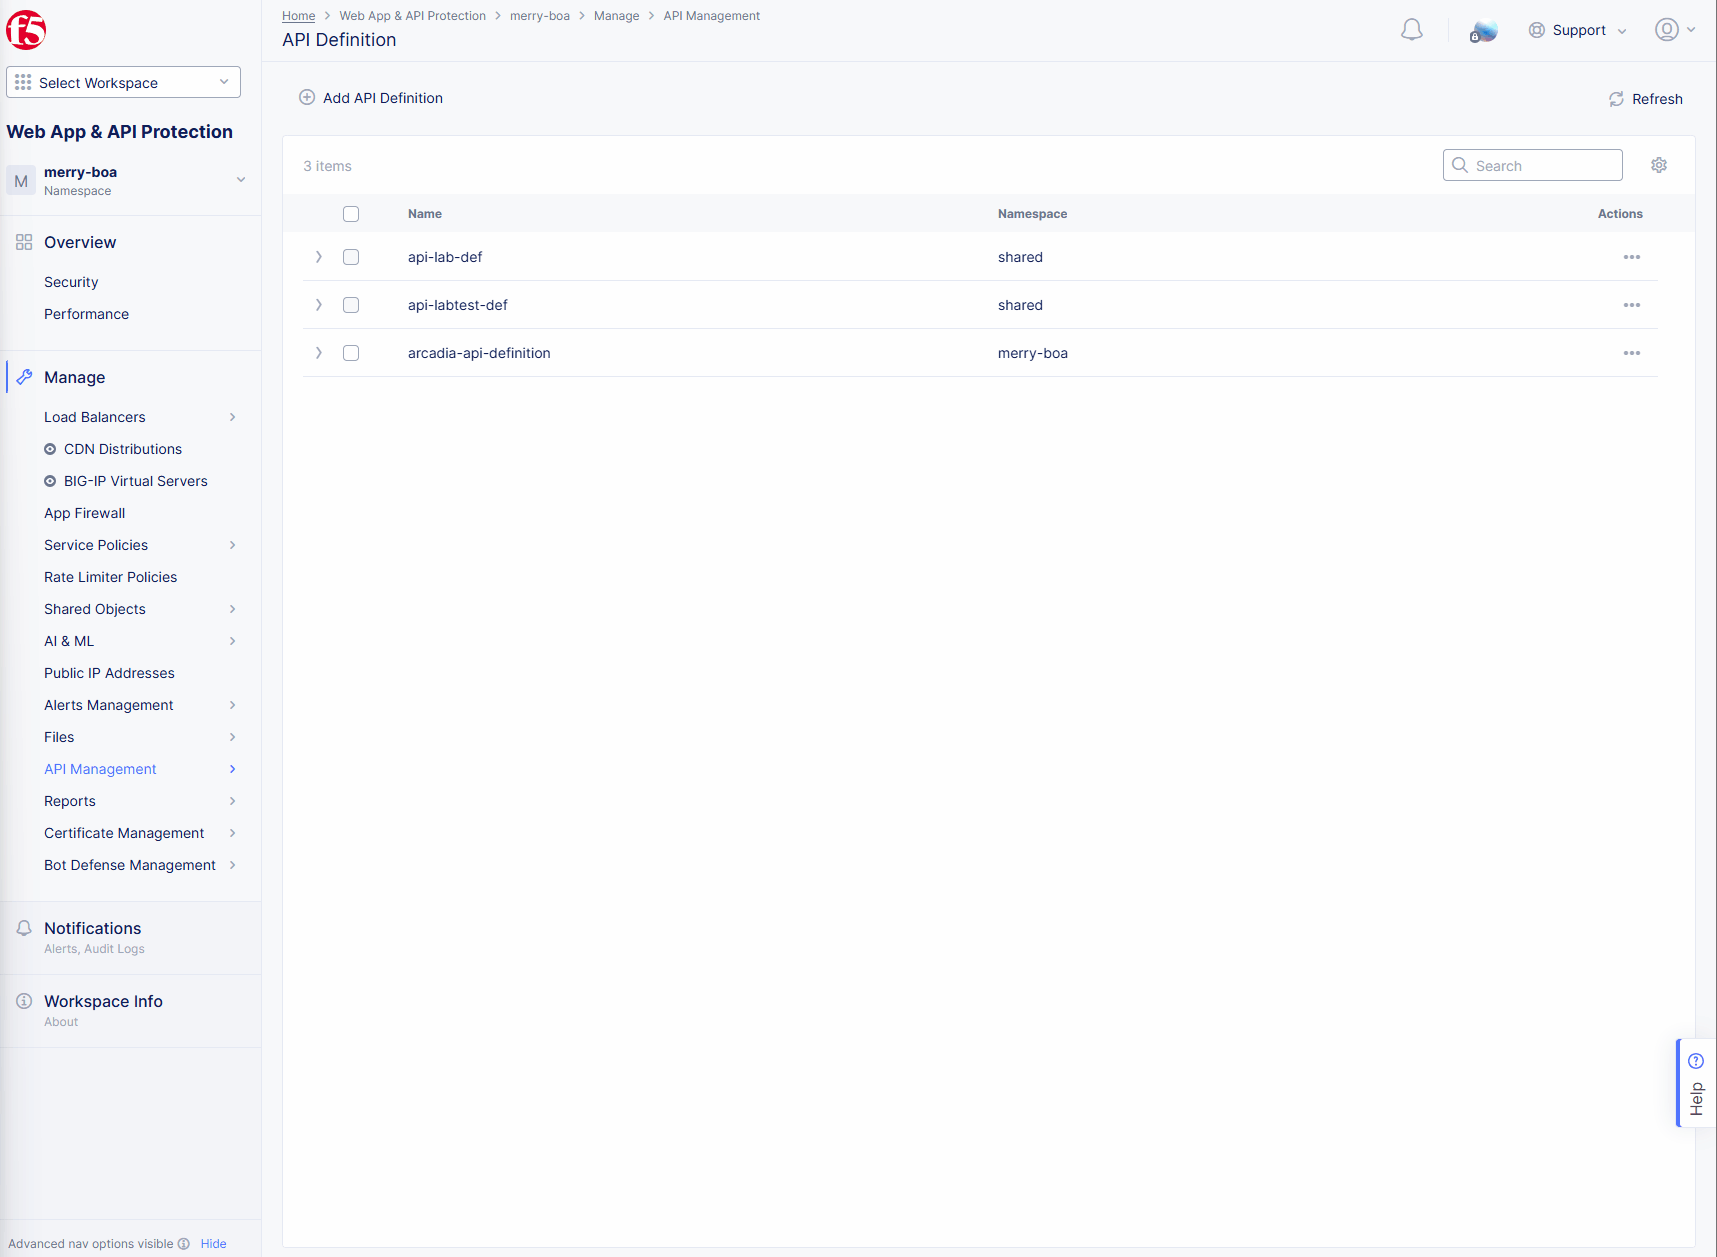 f5
Select Workspace
Web App & API Protection
M
merry-boa
Namespace
Overview
Security
Performance
Manage
Load Balancers
CDN Distributions
BIG-IP Virtual Servers
App Firewall
Service Policies
Rate Limiter Policies
Shared Objects
AI & ML
Public IP Addresses
Alerts Management
Files
API Management
Reports
Certificate Management
Bot Defense Management
Notifications
Alerts, Audit Logs
Workspace Info
About
Advanced nav options visible Hide
Home > Web App & API Protection > merry-boa > Manage > API Management
API Definition
Support
Add API Definition
Refresh
3 items
Search
Name Namespace Actions
api-lab-def shared
api-labtest-def shared
arcadia-api-definition merry-boa
Help